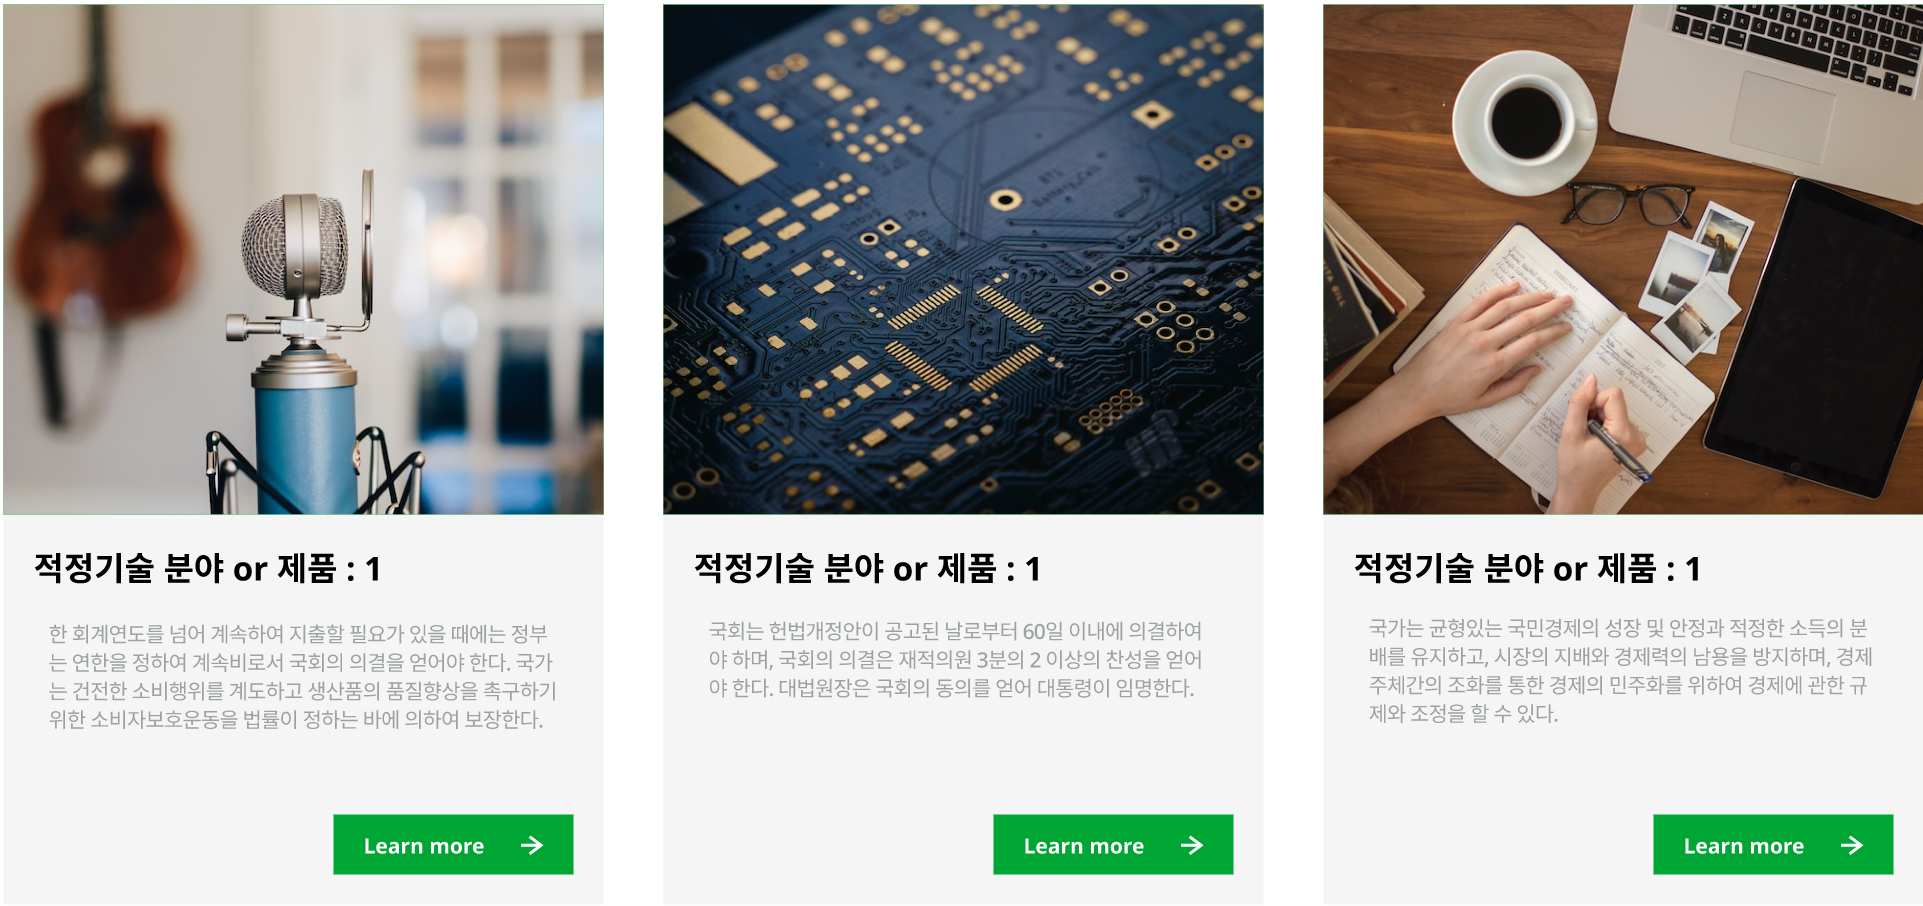 적정기술 분야 or 제품 : 1
한 회계연도를 넘어 계속하여 지출할 필요가 있을 때에는 정부
는 연한을 정하여 계속비로서 국회의 의결을 얻어야 한다. 국가
는 건전한 소비행위를 계도하고 생산품의 품질향상을 촉구하기
위한 소비자보호운동을 법률이 정하는 바에 의하여 보장한다.
Learn more
적정기술 분야 or 제품 : 1
국회는 헌법개정안이 공고된 날로부터 60일 이내에 의결하여
야 하며, 국회의 의결은 재적의원 3분의 2 이상의 찬성을 얻어
야 한다. 대법원장은 국회의 동의를 얻어 대통령이 임명한다.
Learn more
적정기술 분야 or 제품 : 1
국가는 균형있는 국민경제의 성장 및 안정과 적정한 소득의 분
배를 유지하고, 시장의 지배와 경제력의 남용을 방지하며, 경제
주체간의 조화를 통한 경제의 민주화를 위하여 경제에 관한 규
제와 조정을 할 수 있다.
Learn more